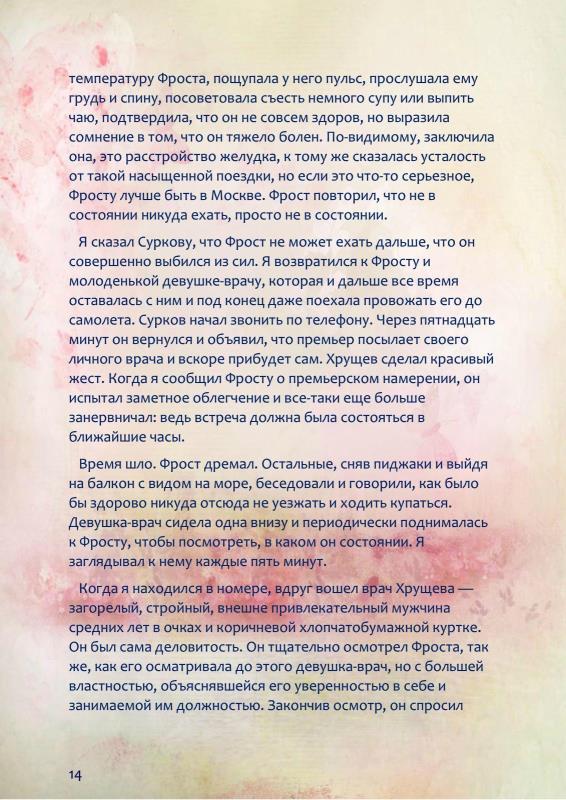 температуру Фроста, пощупала у него пульс, прослушала ему
грудь и спину, посоветовала съесть немного супу или выпить
чаю, подтвердила, что он не совсем здоров, но выразила
сомнение в том, что он тяжело болен. По-видимому, заключила
она, это расстройство желудка, к тому же сказалась усталость
от такой насыщенной поездки, но если это что-то серьезное,
Фросту лучше быть в Москве. Фрост повторил, что не в
состоянии никуда ехать, просто не в состоянии.
Я сказал Суркову, что Фрост не может ехать дальше, что он
совершенно выбился из сил. Я возвратился к Фросту и
молоденькой девушке-врачу, которая и дальше все время
оставалась с ним и под конец даже поехала провожать его до
самолета. Сурков начал звонить по телефону. Через пятнадцать
минут он вернулся и объявил, что премьер посылает своего
личного врача и вскоре прибудет сам. Хрущев сделал красивый
жест. Когда я сообщил Фросту о премьерском намерении, он
испытал заметное облегчение и все-таки еще больше
занервничал: ведь встреча должна была состояться в
ближайшие часы.
Время шло. Фрост дремал. Остальные, сняв пиджаки и выйдя
на балкон с видом на море, беседовали и говорили, как было
бы здорово никуда отсюда не уезжать и ходить купаться.
Девушка-врач сидела одна внизу и периодически поднималась
к Фросту, чтобы посмотреть, в каком он состоянии. Я
заглядывал к нему каждые пять минут.
Когда я находился в номере, вдруг вошел врач Хрущева —
загорелый, стройный, внешне привлекательный мужчина
средних лет в очках и коричневой хлопчатобумажной куртке.
Он был сама деловитость. Он тщательно осмотрел Фроста, так
же, как его осматривала до этого девушка-врач, но с большей
властностью, объяснявшейся его уверенностью в себе и
занимаемой им должностью. Закончив осмотр, он спросил
14